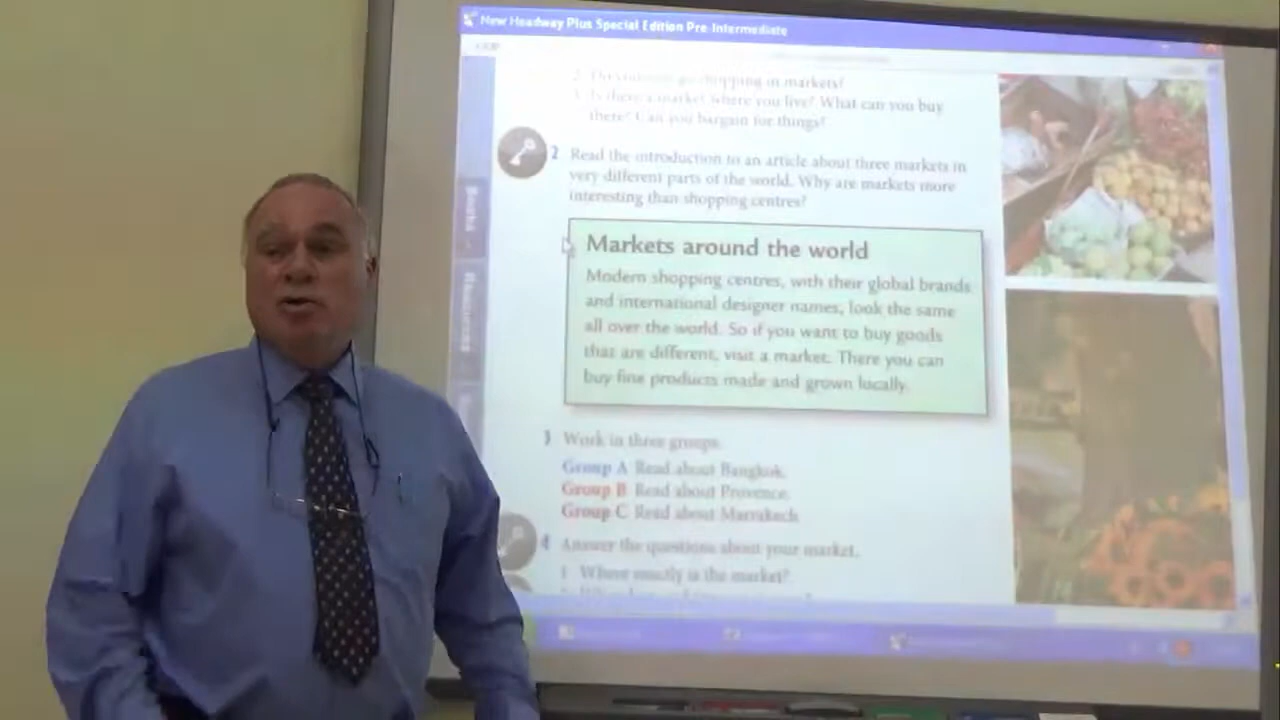 New Headway Plus Special Edition Pre-Intermediate
shopping in markets?
Is there a market where you live? What can you buy
there? Can you bargain for things?
2 Read the introduction to an article about three markets in
very different parts of the world. Why are markets more
interesting than shopping centres?
Markets around the world
Modern shopping centres, with their global brands
and international designer names, look the same
all over the world. So if you want to buy goods
that are different, visit a market. There you can
buy fine products made and grown locally.
3 Work in three groups.
Group A Read about Bangkok.
Group B Read about Provence.
Group C Read about Marrakech.
4 Answer the questions about your market.
1 Where exactly is the market?